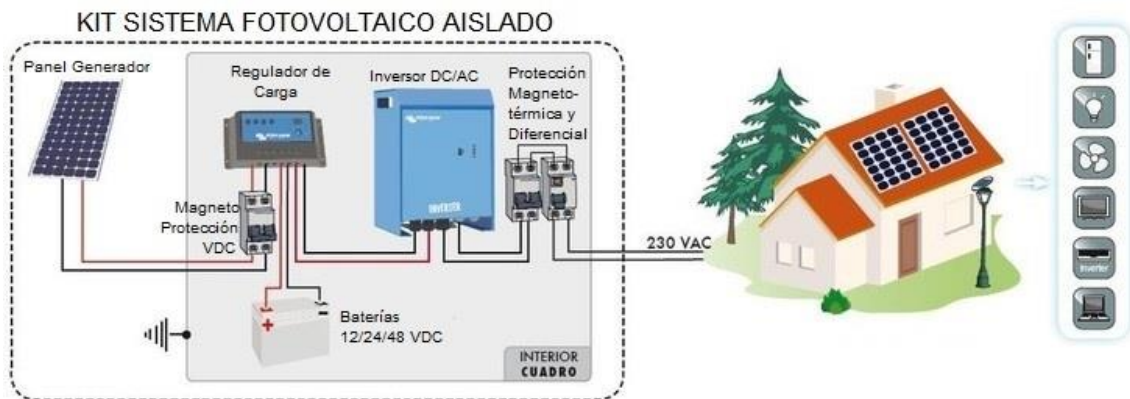 KIT SISTEMA FOTOVOLTAICO AISLADO
Panel Generador
Regulador de
Carga
Inversor DC/AC
Protección
Magneto-
térmica y
Diferencial
Magneto
Protección
VDC
INVERSER
230 VAC
Inverter
Baterías
12/24/48 VDC
INTERIOR
CUADRO